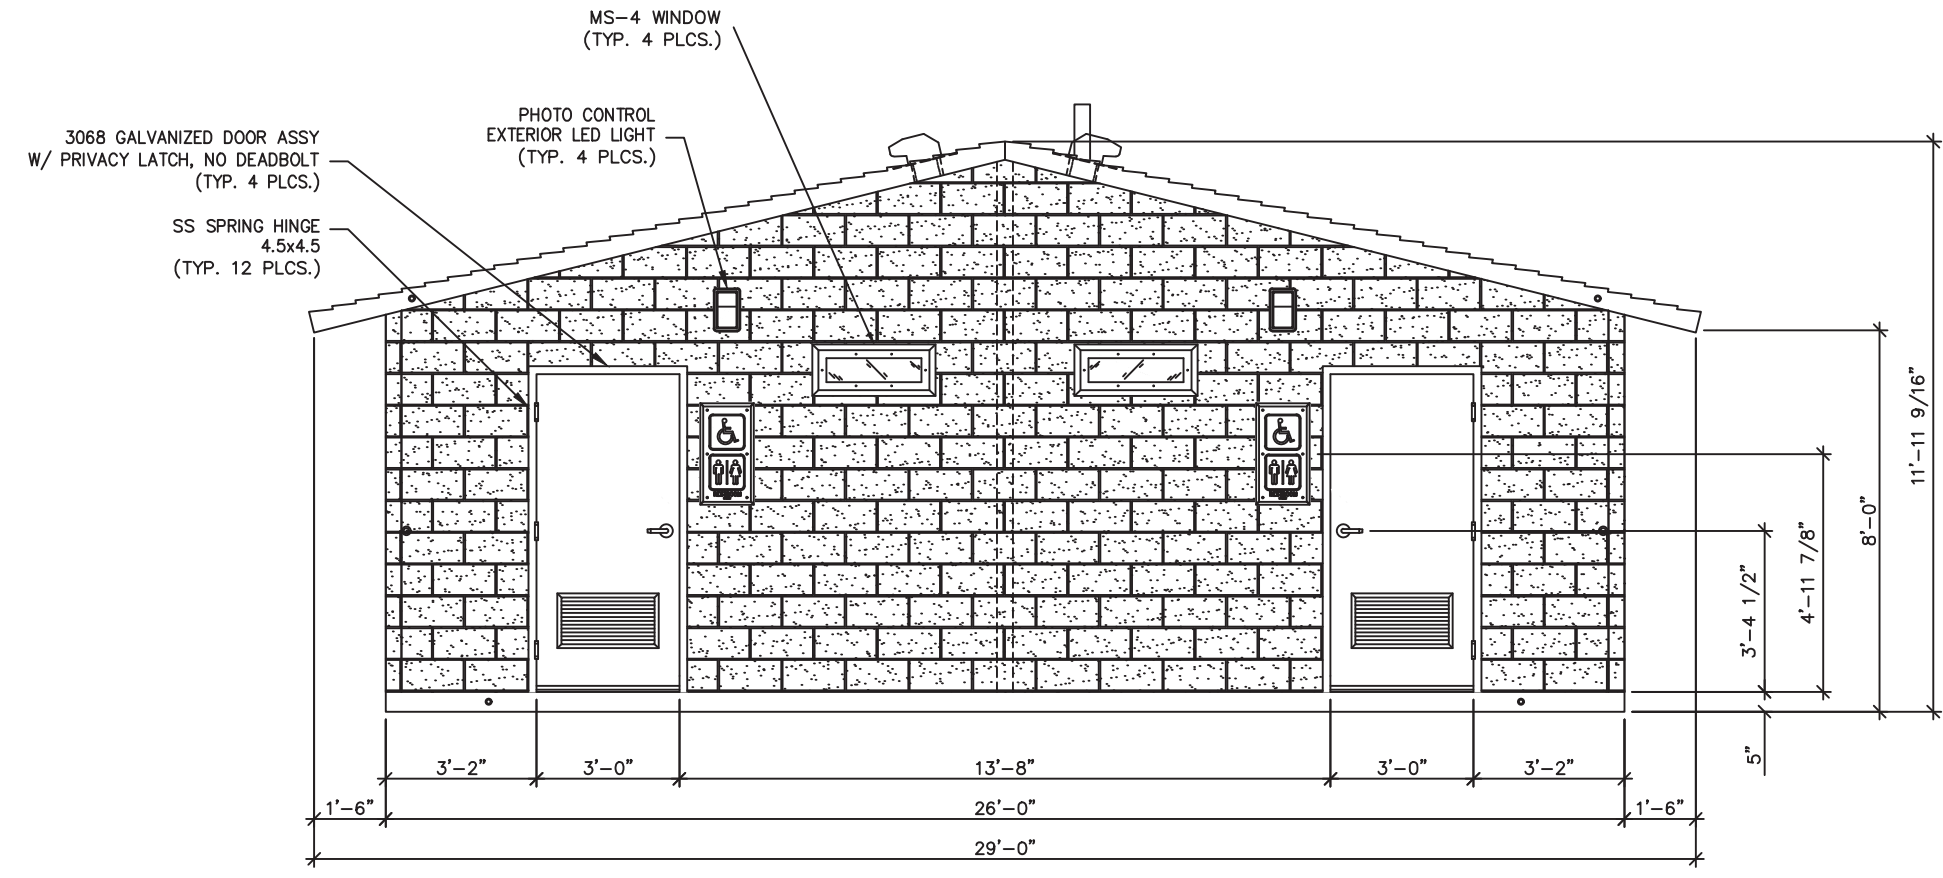 MS-4 WINDOW
(TYP. 4 PLCS.)
PHOTO CONTROL
EXTERIOR LED LIGHT
(TYP. 4 PLCS.)
3068 GALVANIZED DOOR ASSY
W/ PRIVACY LATCH, NO DEADBOLT
(TYP. 4 PLCS.)
SS SPRING HINGE
4.5x4.5
(TYP. 12 PLCS.)
11'-11 9/16"
8'-0"
4'-11 7/8"
3'-4 1/2"
5"
3'-2"
3'-0"
13'-8"
3'-0"
3'-2"
1'-6"
26'-0"
1'-6"
29'-0"